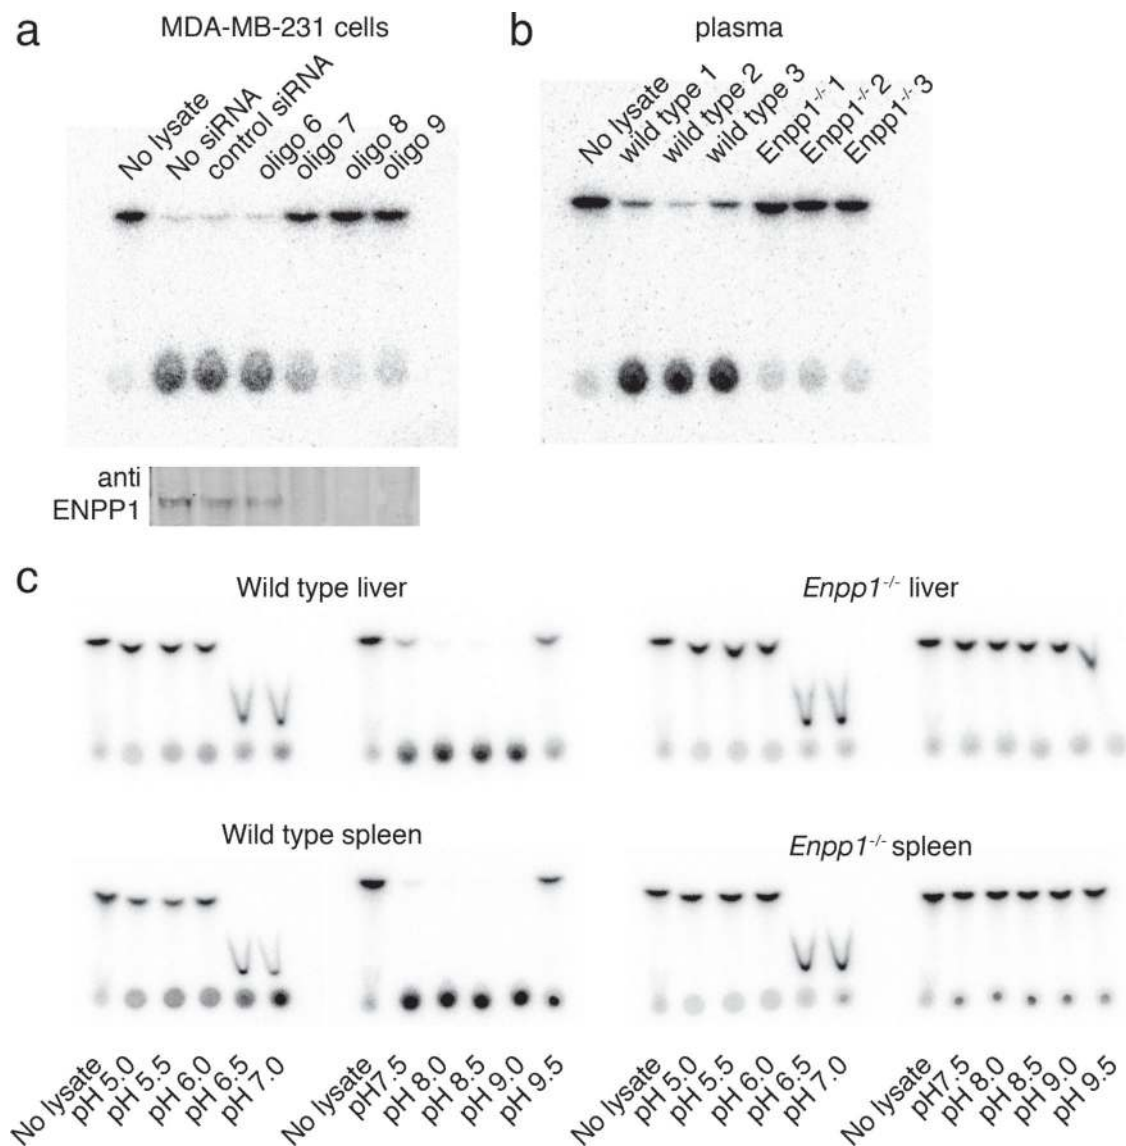 a
MDA-MB-231 cells
No lysate
No siRNA
control siRNA
oligo 6
oligo 7
oligo 8
oligo 9
anti
ENPP1
b
plasma
No lysate
wild type 1
wild type 2
wild type 3
Enpp1-/- 1
Enpp1-/- 2
Enpp1-/- 3
c
Wild type liver
Enpp1-/- liver
Wild type spleen
Enpp1-/- spleen
No lysate
pH 5.0
pH 5.5
pH 6.0
pH 6.5
pH 7.0
No lysate
pH7.5
pH 8.0
pH 8.5
pH 9.0
pH 9.5
No lysate
pH 5.0
pH 5.5
pH 6.0
pH 6.5
pH 7.0
No lysate
pH7.5
pH 8.0
pH 8.5
pH 9.0
pH 9.5